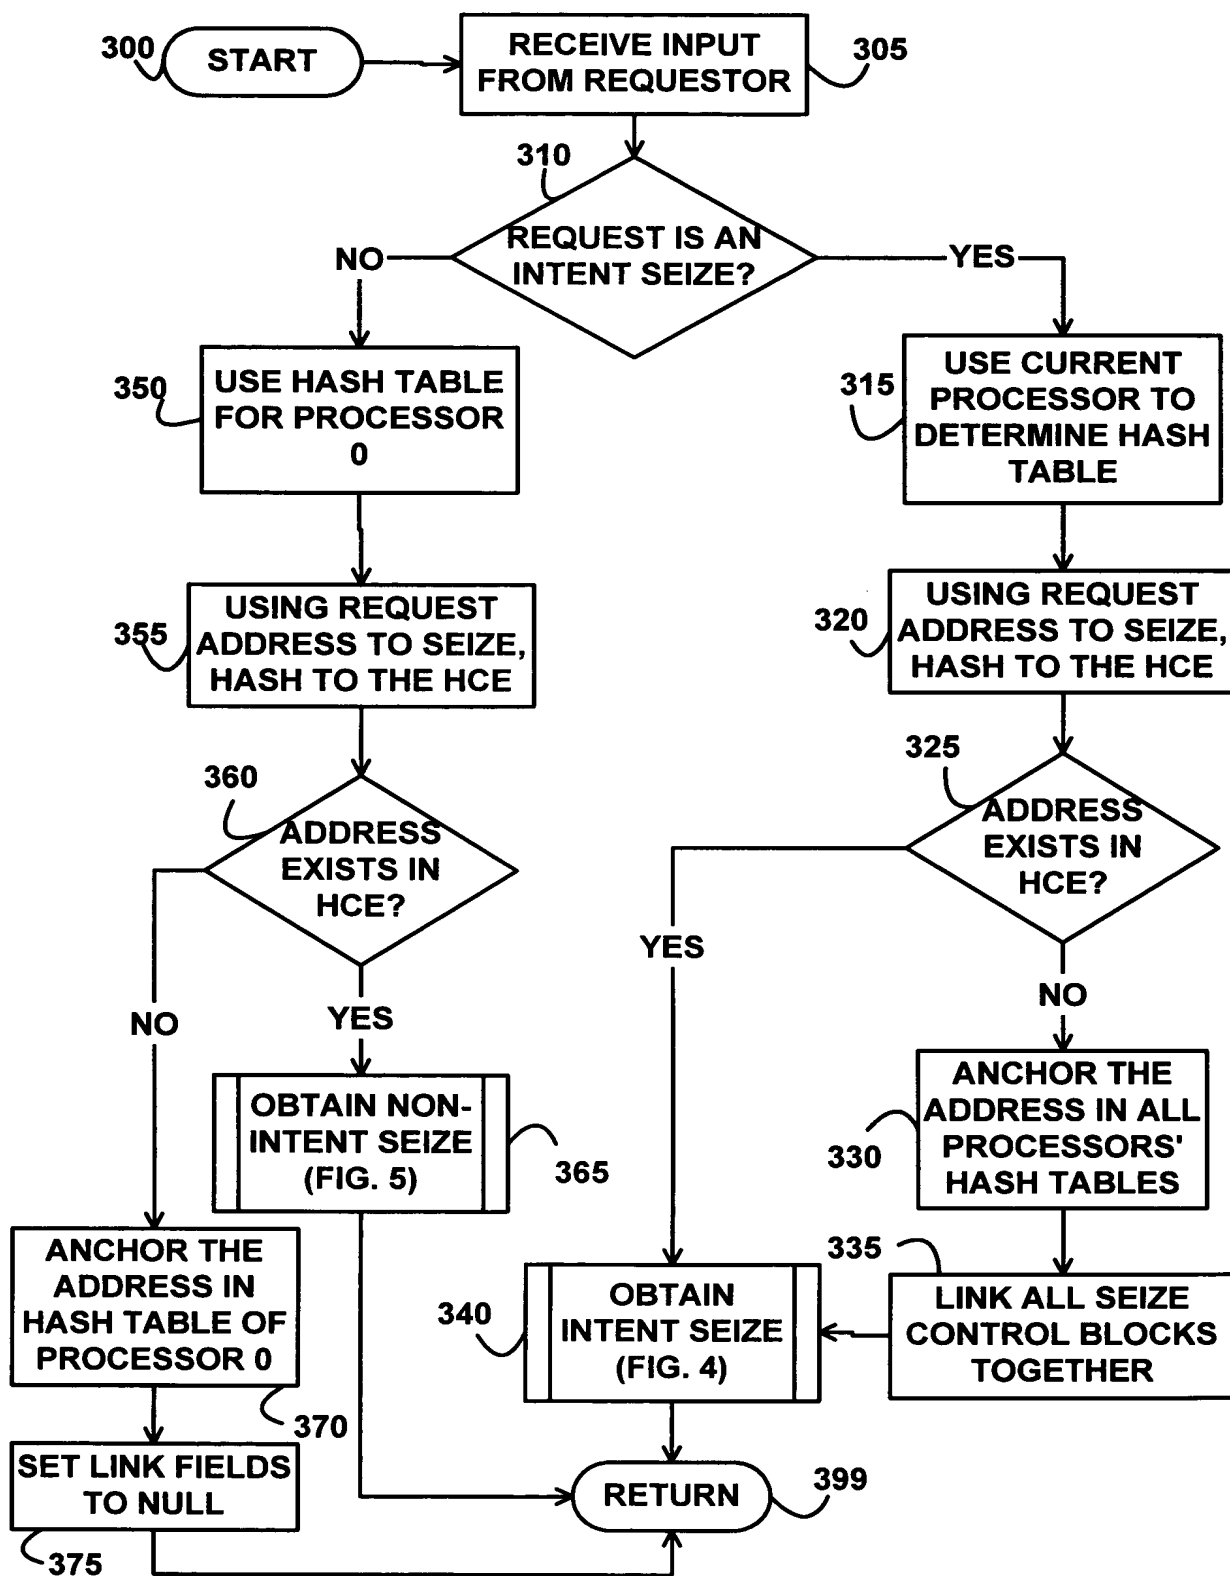 300
START
RECEIVE INPUT
FROM REQUESTOR
305
310
REQUEST IS AN
INTENT SEIZE?
NO
YES
350
USE HASH TABLE
FOR PROCESSOR
0
315
USE CURRENT
PROCESSOR TO
DETERMINE HASH
TABLE
355
USING REQUEST
ADDRESS TO SEIZE,
HASH TO THE HCE
320
USING REQUEST
ADDRESS TO SEIZE,
HASH TO THE HCE
360
ADDRESS
EXISTS IN
HCE?
325
ADDRESS
EXISTS IN
HCE?
NO
YES
YES
NO
OBTAIN NON-
INTENT SEIZE
(FIG. 5)
365
330
ANCHOR THE
ADDRESS IN ALL
PROCESSORS'
HASH TABLES
ANCHOR THE
ADDRESS IN
HASH TABLE OF
PROCESSOR 0
370
340
OBTAIN
INTENT SEIZE
(FIG. 4)
335
LINK ALL SEIZE
CONTROL BLOCKS
TOGETHER
SET LINK FIELDS
TO NULL
375
RETURN
399